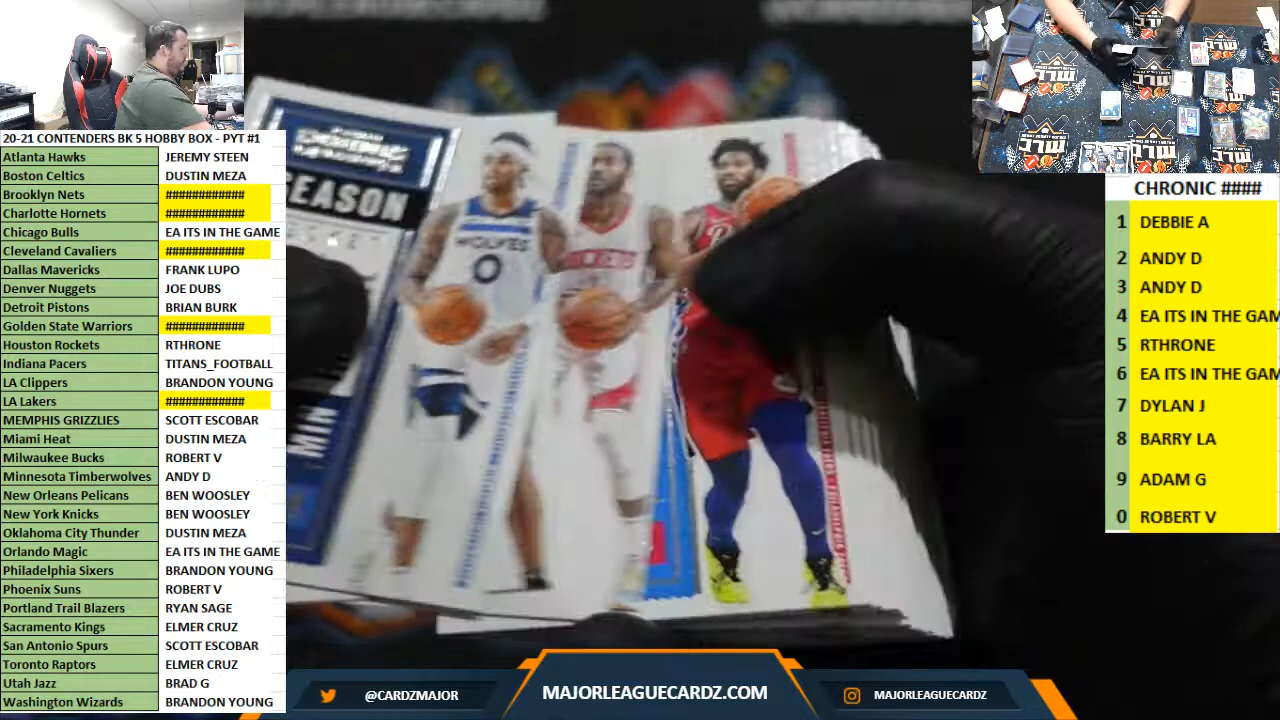 20-21 CONTENDERS BK 5 HOBBY BOX - PYT #1
Atlanta Hawks JEREMY STEEN
Boston Celtics DUSTIN MEZA
Brooklyn Nets ############
Charlotte Hornets ############
Chicago Bulls EA ITS IN THE GAME
Cleveland Cavaliers ############
Dallas Mavericks FRANK LUPO
Denver Nuggets JOE DUBS
Detroit Pistons BRIAN BURK
Golden State Warriors ############
Houston Rockets RTHRONE
Indiana Pacers TITANS_FOOTBALL
LA Clippers BRANDON YOUNG
LA Lakers ############
MEMPHIS GRIZZLIES SCOTT ESCOBAR
Miami Heat DUSTIN MEZA
Milwaukee Bucks ROBERT V
Minnesota Timberwolves ANDY D
New Orleans Pelicans BEN WOOSLEY
New York Knicks BEN WOOSLEY
Oklahoma City Thunder DUSTIN MEZA
Orlando Magic EA ITS IN THE GAME
Philadelphia Sixers BRANDON YOUNG
Phoenix Suns ROBERT V
Portland Trail Blazers RYAN SAGE
Sacramento Kings ELMER CRUZ
San Antonio Spurs SCOTT ESCOBAR
Toronto Raptors ELMER CRUZ
Utah Jazz BRAD G
Washington Wizards BRANDON YOUNG
EASON
WOLVES
0
MLC
CHRONIC ####
1 DEBBIE A
2 ANDY D
3 ANDY D
4 EA ITS IN THE GAM
5 RTHRONE
6 EA ITS IN THE GAM
7 DYLAN J
8 BARRY LA
9 ADAM G
0 ROBERT V
@CARDZMAJOR
MAJORLEAGUECARDZ.COM
MAJORLEAGUECARDZ